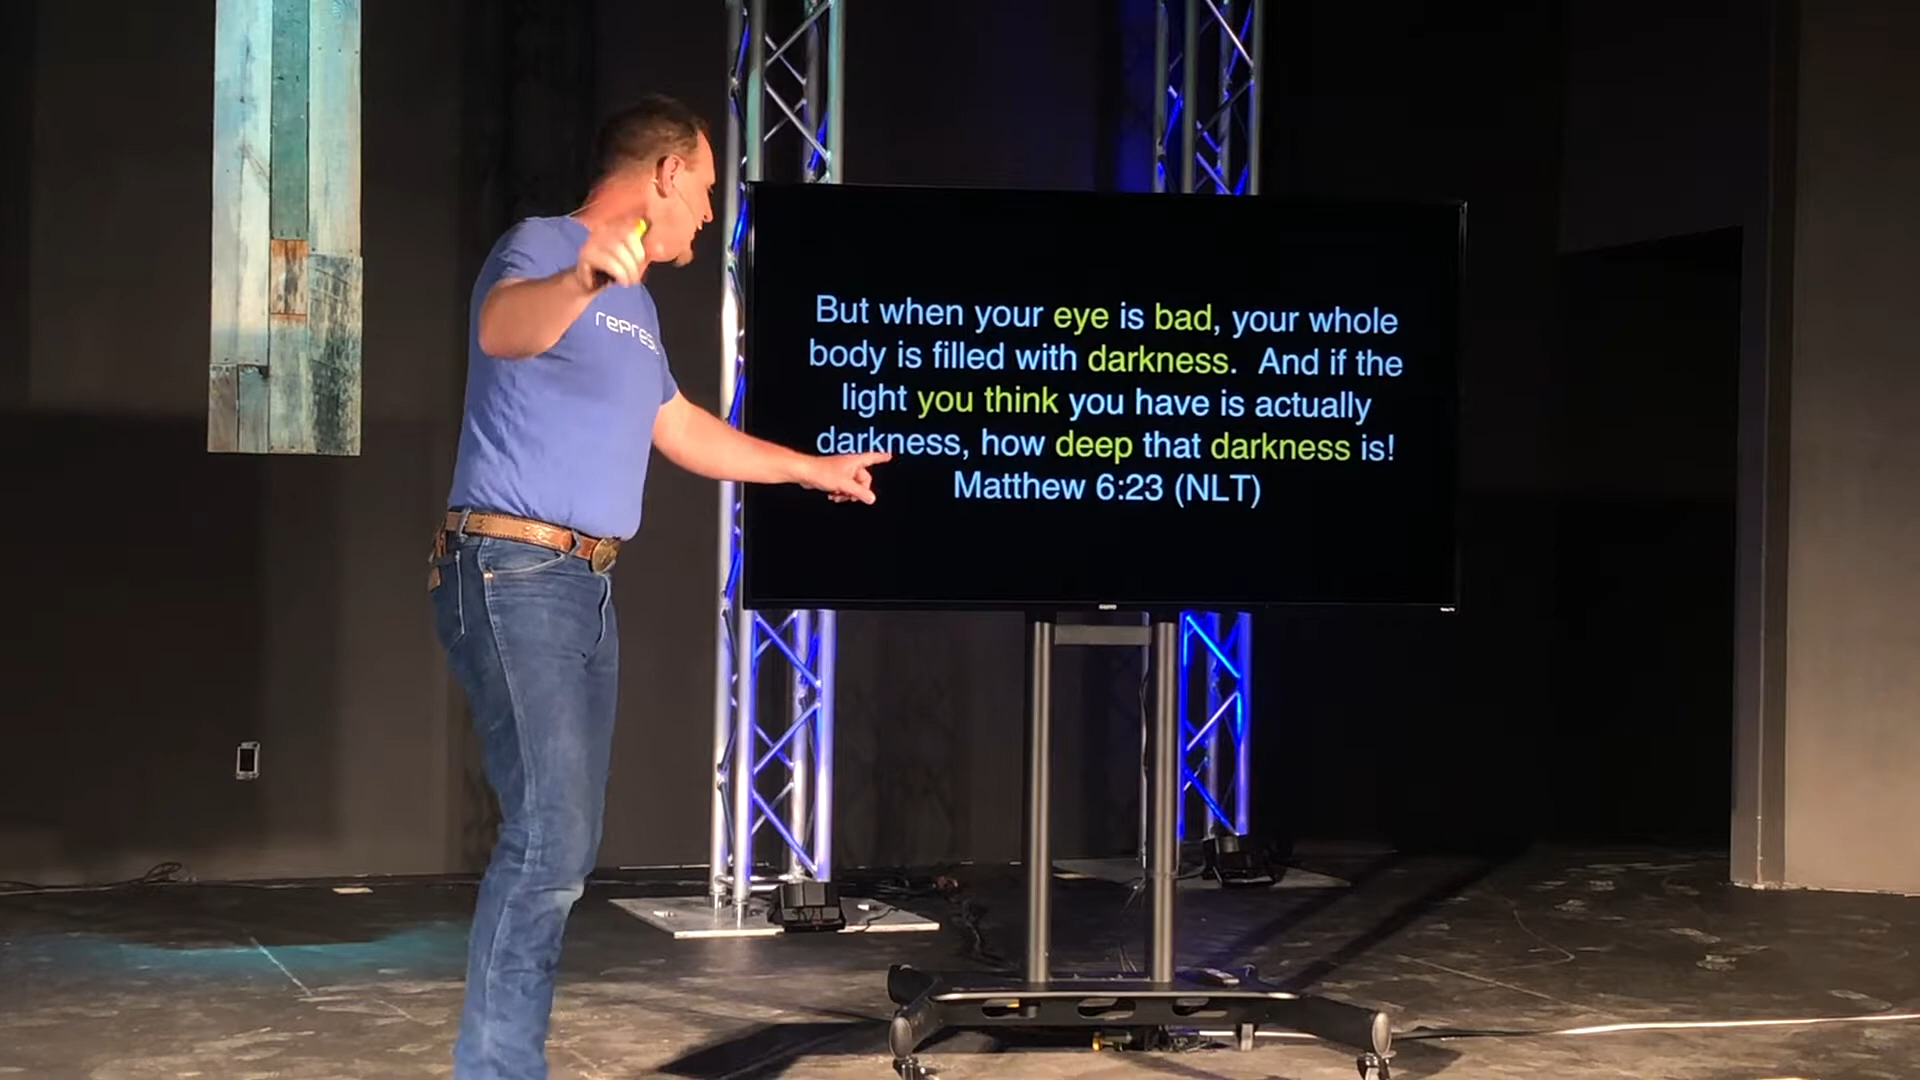 represe
But when your eye is bad, your whole
body is filled with darkness.  And if the
light you think you have is actually
darkness, how deep that darkness is!
Matthew 6:23 (NLT)